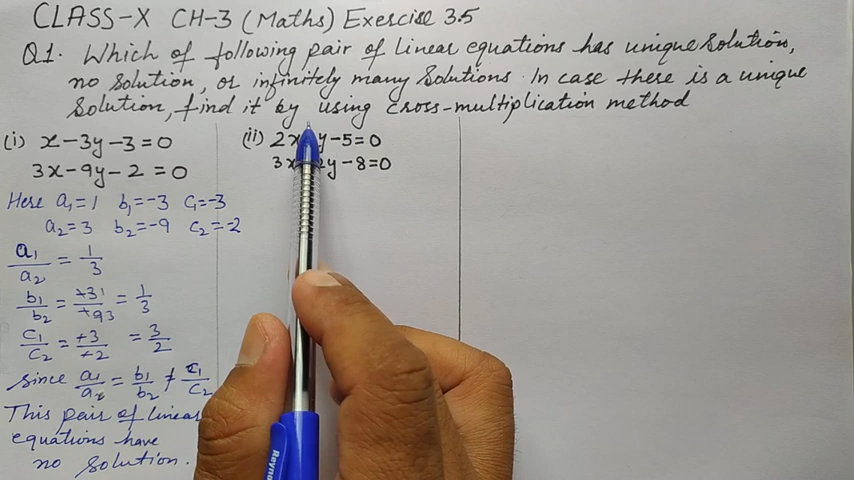 CLASS-X CH-3 (Maths) Exercise 3.5
Q1. Which of following pair of linear equations has unique solution,
no solution, or infinitely many solutions. In case there is a unique
solution, find it by using cross-multiplication method
(i) x-3y-3=0
3x-9y-2=0
Here a₁=1 b₁=-3 c₁=-3
a₂=3 b₂=-9 c₂=-2
a₁/a₂ = 1/3
b₁/b₂ = -3/-9 = 1/3
c₁/c₂ = -3/-2 = 3/2
since a₁/a₂ = b₁/b₂ ≠ c₁/c₂
This pair of linear
equations have
no solution.
(ii) 2x y-5=0
3x 2y-8=0
Reyno